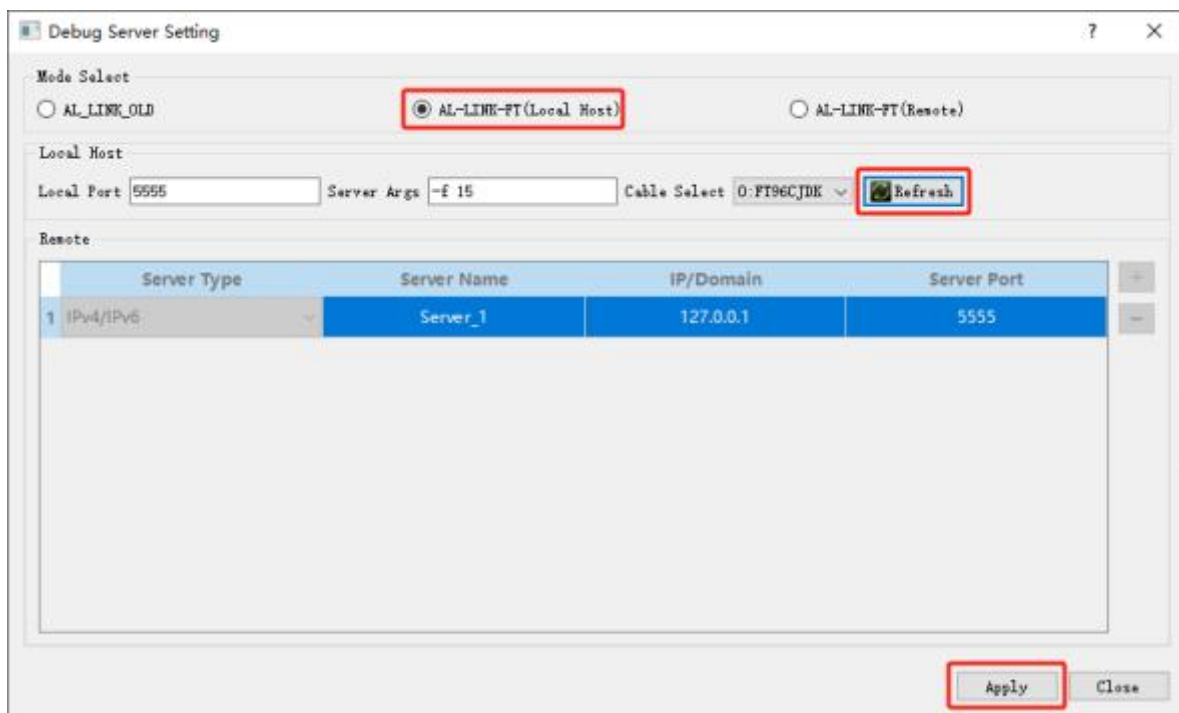 Debug Server Setting ? ×
Mode Select
AL_LINK_OLD AL-LINK-FT(Local Host) AL-LINK-FT(Remote)
Local Host
Local Port 5555 Server Args -f 15 Cable Select 0:FT96CJDK Refresh
Remote
Server Type Server Name IP/Domain Server Port +
1 IPv4/IPv6 Server_1 127.0.0.1 5555 −
Apply Close